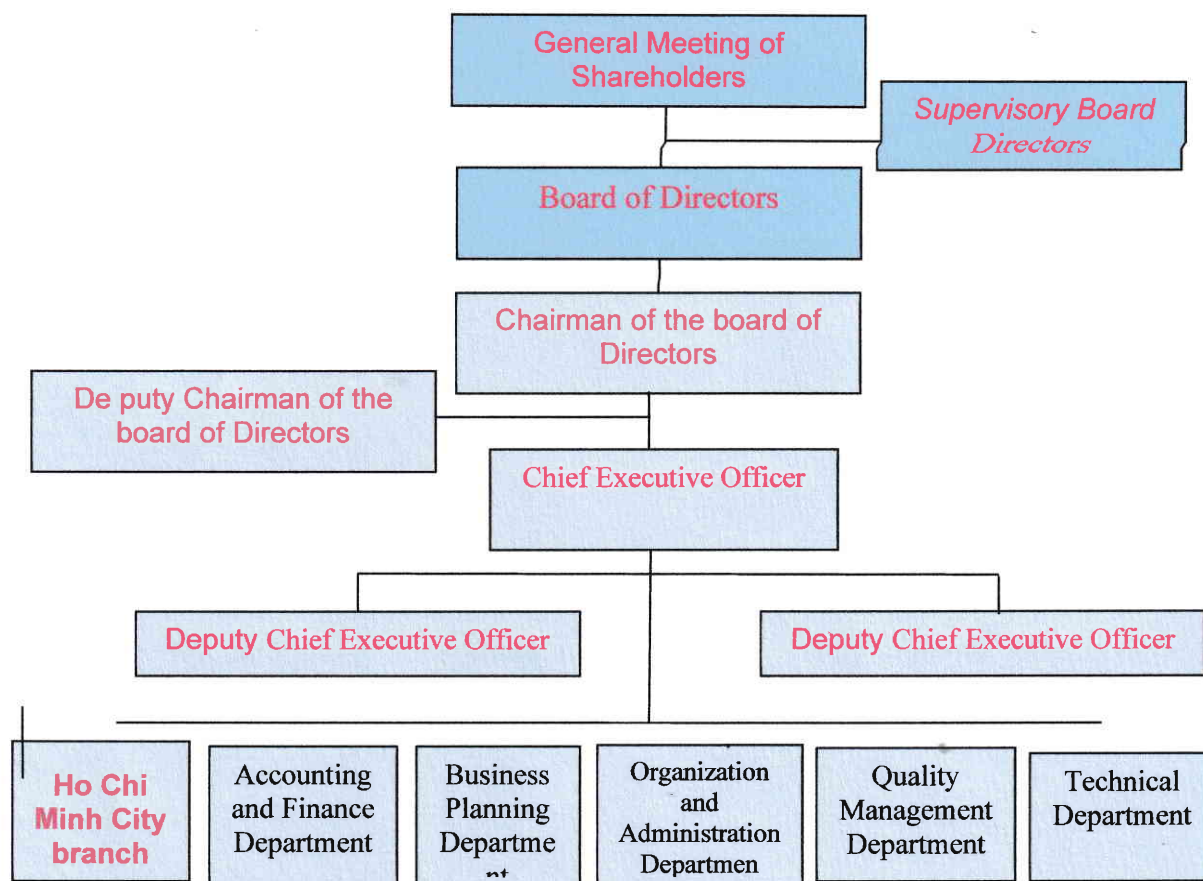 General Meeting of
Shareholders
Supervisory Board
Directors
Board of Directors
Chairman of the board of
Directors
De puty Chairman of the
board of Directors
Chief Executive Officer
Deputy Chief Executive Officer
Deputy Chief Executive Officer
Ho Chi
Minh City
branch
Accounting
and Finance
Department
Business
Planning
Departme
nt
Organization
and
Administration
Departmen
Quality
Management
Department
Technical
Department